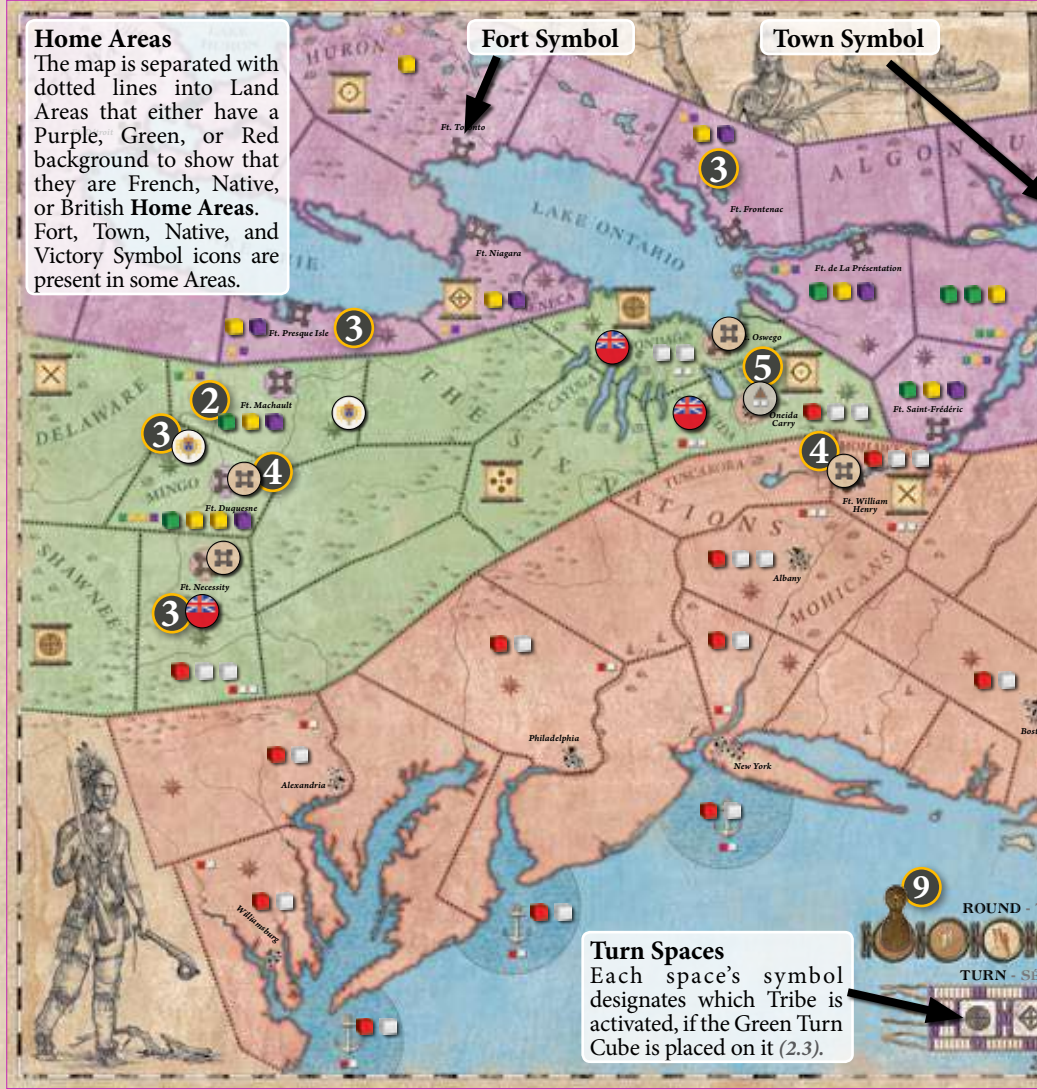 Home Areas
The map is separated with
dotted lines into Land
Areas that either have a
Purple, Green, or Red
background to show that
they are French, Native,
or British Home Areas.
Fort, Town, Native, and
Victory Symbol icons are
present in some Areas.
Fort Symbol
Town Symbol
HURON
Ft. Toronto
3
ALGONQU
Ft. Frontenac
LAKE ONTARIO
Ft. Niagara
Ft. de La Présentation
SENECA
Ft. Presque Isle
3
Oswego
5
DELAWARE
2
Ft. Machault
THE
SIX
NATIONS
CAYUGA
Oneida
Carry
Ft. Saint-Frédéric
3
MINGO
4
Ft. Duquesne
TUSCARORA
4
Ft. William
Henry
SHAWNEE
Ft. Necessity
3
Albany
MOHICANS
Philadelphia
New York
Alexandria
Williamsburg
9
ROUND -
TURN -
Turn Spaces
Each space's symbol
designates which Tribe is
activated, if the Green Turn
Cube is placed on it (2.3).